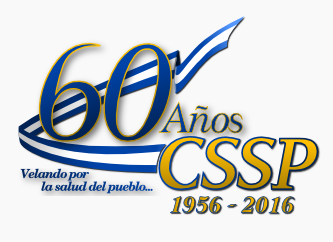 60 Años
CSSP
Velando por
la salud del pueblo...
1956 - 2016